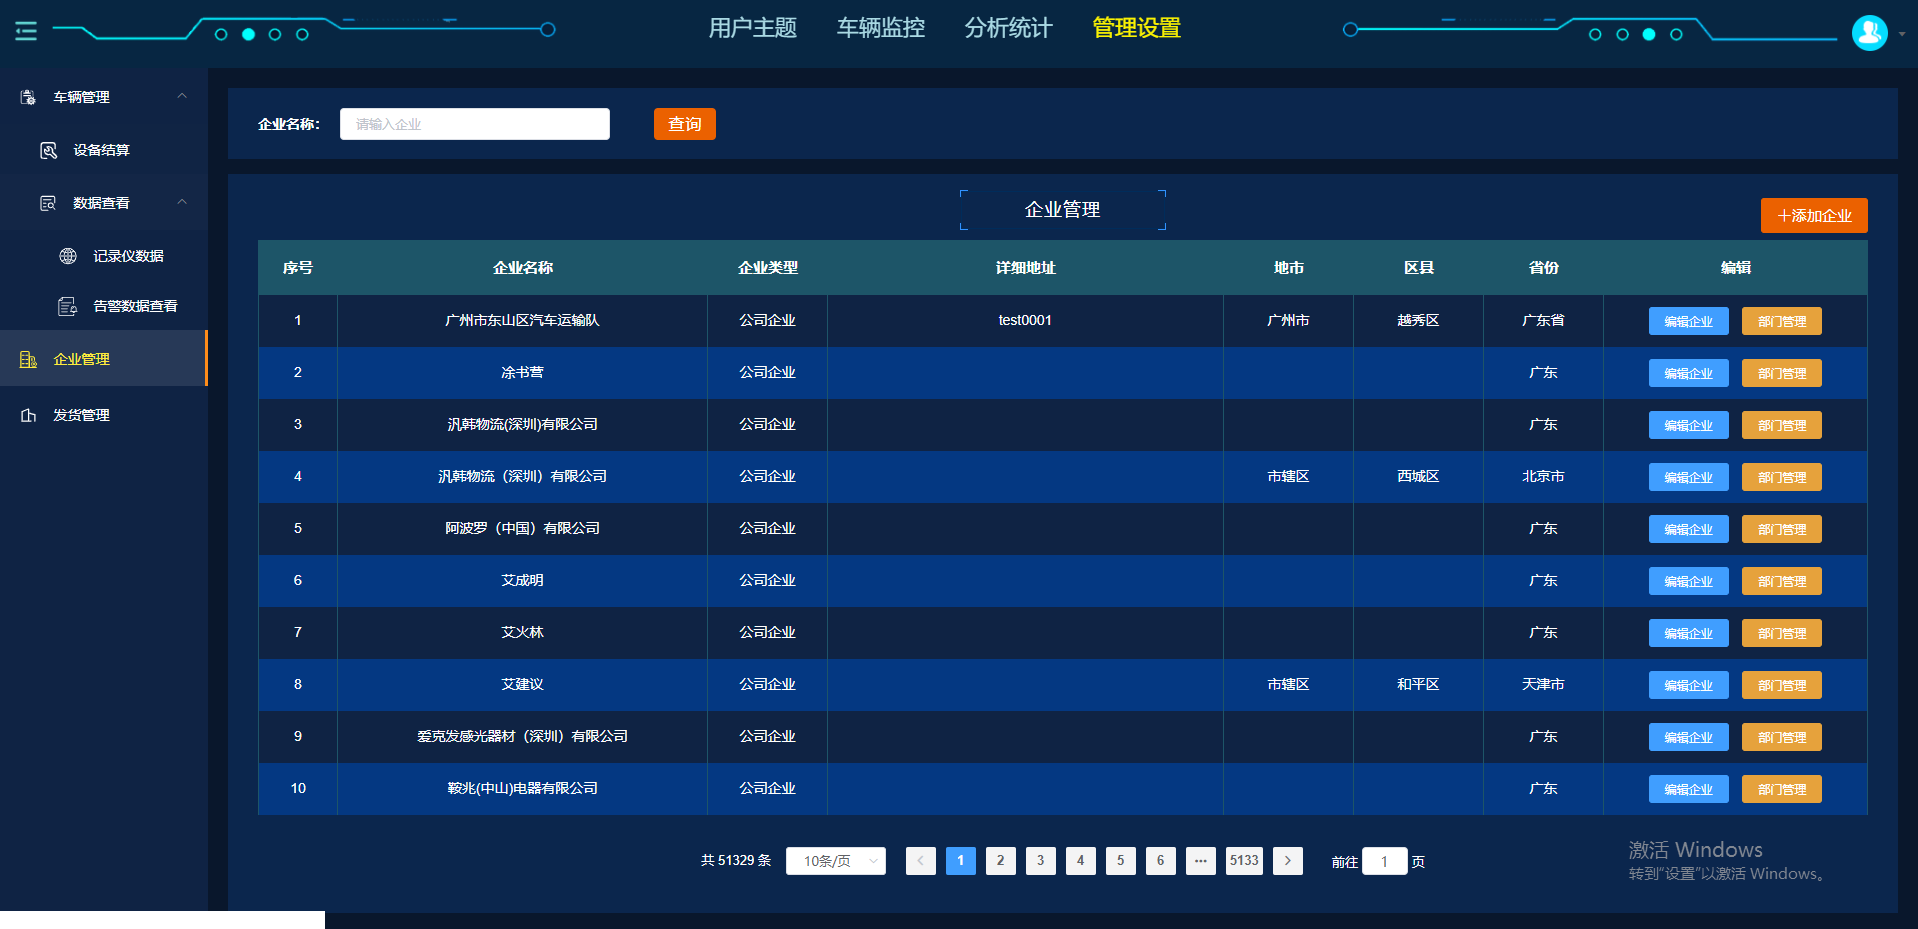 用户主题 车辆监控 分析统计 管理设置
车辆管理
设备结算
数据查看
记录仪数据
告警数据查看
企业管理
发货管理
企业名称: 请输入企业 查询
企业管理
+添加企业
序号 企业名称 企业类型 详细地址 地市 区县 省份 编辑
1 广州市东山区汽车运输队 公司企业 test0001 广州市 越秀区 广东省 编辑企业 部门管理
2 凃书营 公司企业 广东 编辑企业 部门管理
3 汎韩物流(深圳)有限公司 公司企业 广东 编辑企业 部门管理
4 汎韩物流（深圳）有限公司 公司企业 市辖区 西城区 北京市 编辑企业 部门管理
5 阿波罗（中国）有限公司 公司企业 广东 编辑企业 部门管理
6 艾成明 公司企业 广东 编辑企业 部门管理
7 艾火林 公司企业 广东 编辑企业 部门管理
8 艾建议 公司企业 市辖区 和平区 天津市 编辑企业 部门管理
9 爱克发感光器材（深圳）有限公司 公司企业 广东 编辑企业 部门管理
10 鞍兆(中山)电器有限公司 公司企业 广东 编辑企业 部门管理
共 51329 条 10条/页 1 2 3 4 5 6 ··· 5133 前往 1 页
激活 Windows
转到"设置"以激活 Windows。